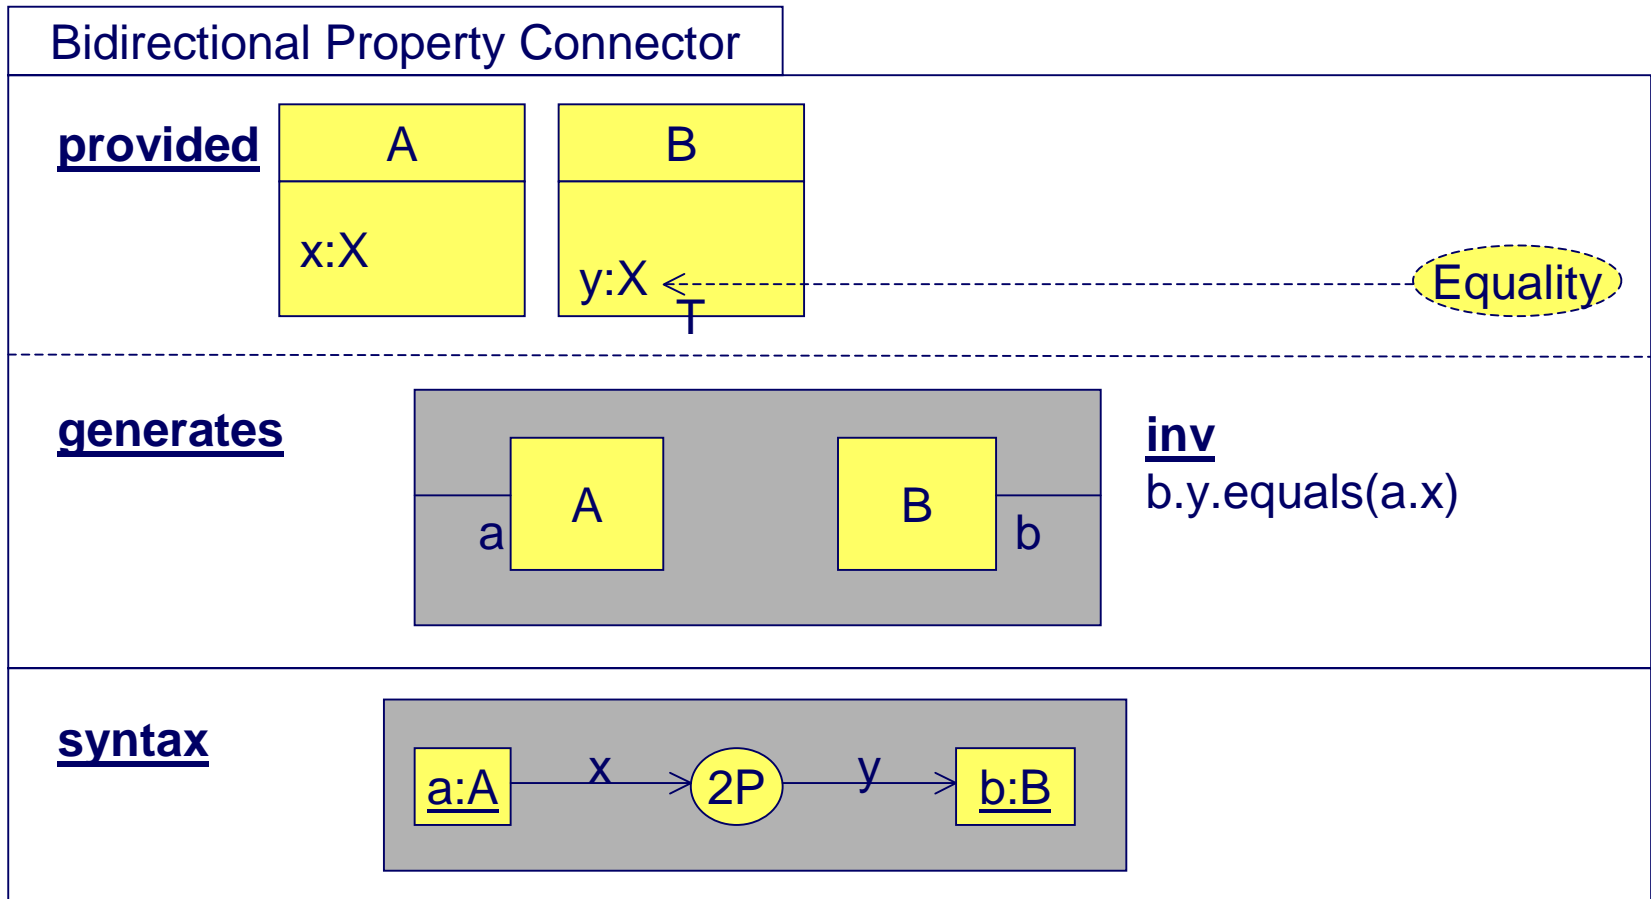 Bidirectional Property Connector
provided
A
B
x:X
y:X
T
Equality
generates
A
a
B
b
inv
b.y.equals(a.x)
syntax
a:A
x
2P
y
b:B